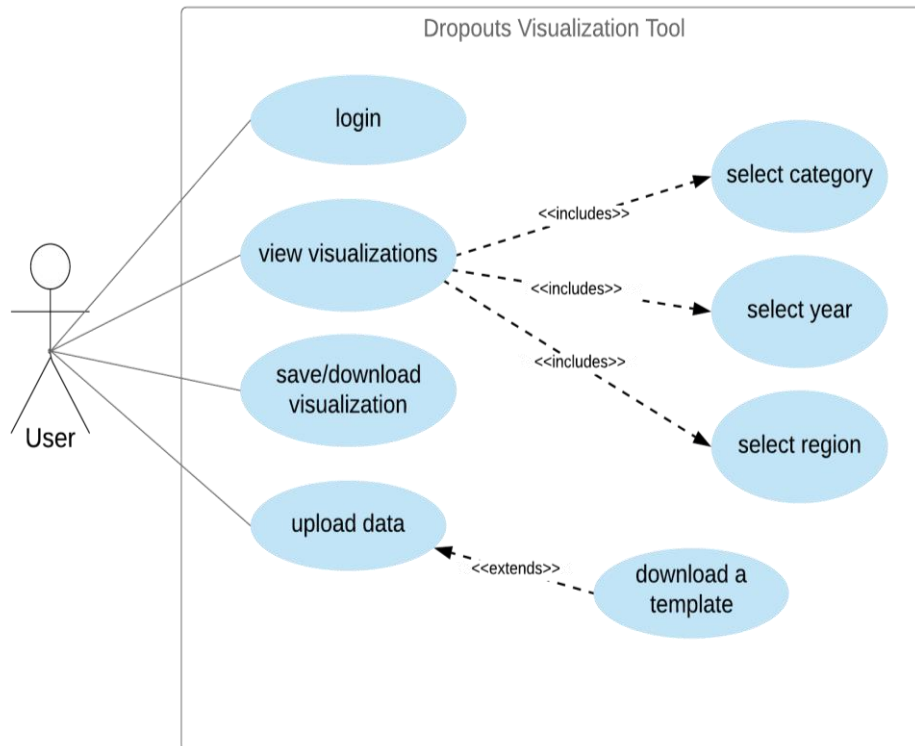 Dropouts Visualization Tool
login
select category
<<includes>>
view visualizations
<<includes>>
select year
<<includes>>
save/download
visualization
User
select region
upload data
<<extends>>
download a
template